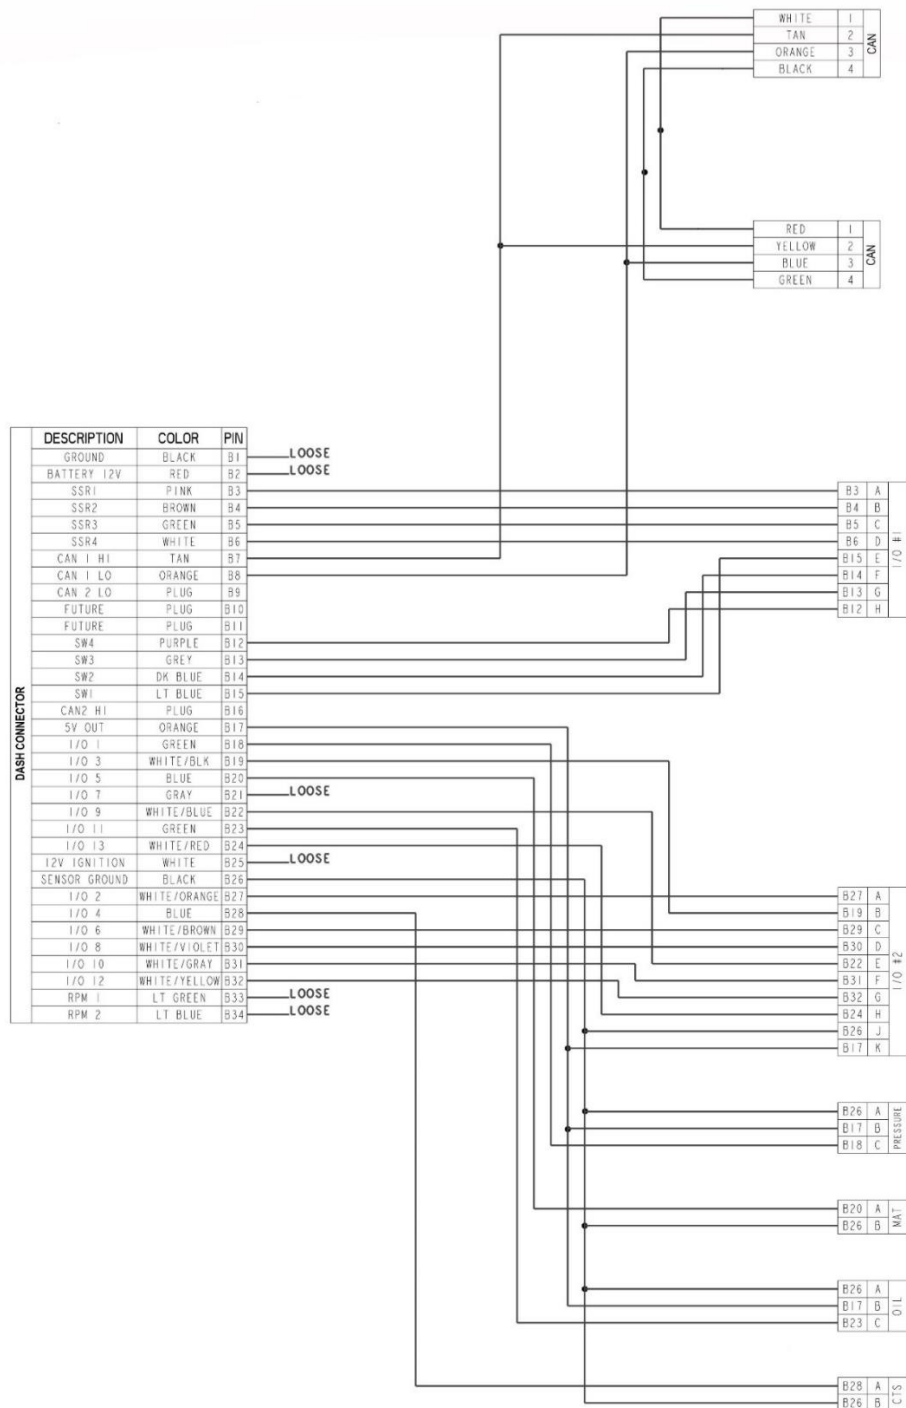 WHITE 1
TAN 2
ORANGE 3
BLACK 4
CAN
RED 1
YELLOW 2
BLUE 3
GREEN 4
CAN
DASH CONNECTOR
DESCRIPTION COLOR PIN
GROUND BLACK B1 LOOSE
BATTERY 12V RED B2 LOOSE
SSR1 PINK B3
SSR2 BROWN B4
SSR3 GREEN B5
SSR4 WHITE B6
CAN 1 HI TAN B7
CAN 1 LO ORANGE B8
CAN 2 LO PLUG B9
FUTURE PLUG B10
FUTURE PLUG B11
SW4 PURPLE B12
SW3 GREY B13
SW2 DK BLUE B14
SW1 LT BLUE B15
CAN2 HI PLUG B16
5V OUT ORANGE B17
I/O 1 GREEN B18
I/O 3 WHITE/BLK B19
I/O 5 BLUE B20
I/O 7 GRAY B21 LOOSE
I/O 9 WHITE/BLUE B22
I/O 11 GREEN B23
I/O 13 WHITE/RED B24
12V IGNITION WHITE B25 LOOSE
SENSOR GROUND BLACK B26
I/O 2 WHITE/ORANGE B27
I/O 4 BLUE B28
I/O 6 WHITE/BROWN B29
I/O 8 WHITE/VIOLET B30
I/O 10 WHITE/GRAY B31
I/O 12 WHITE/YELLOW B32
RPM 1 LT GREEN B33 LOOSE
RPM 2 LT BLUE B34 LOOSE
B3 A
B4 B
B5 C
B6 D
B15 E
B14 F
B13 G
B12 H
I/O #1
B27 A
B19 B
B29 C
B30 D
B22 E
B31 F
B32 G
B24 H
B26 J
B17 K
I/O #2
B26 A
B17 B
B18 C
PRESSURE
B20 A
B26 B
MAT
B26 A
B17 B
B23 C
OIL
B28 A
B26 B
CTS